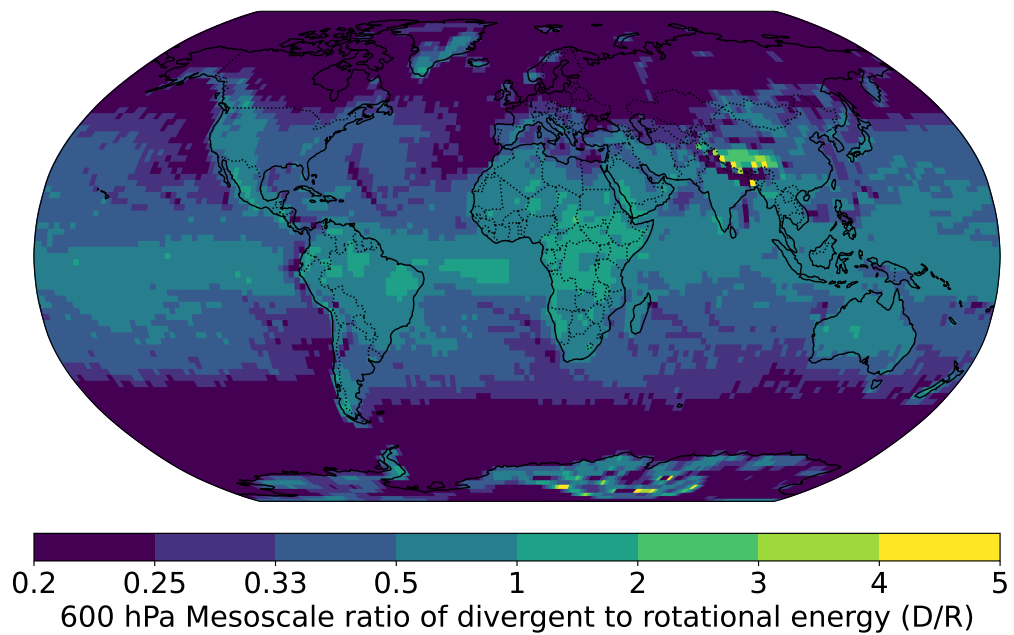 0.2 0.25 0.33 0.5 1 2 3 4 5
600 hPa Mesoscale ratio of divergent to rotational energy (D/R)